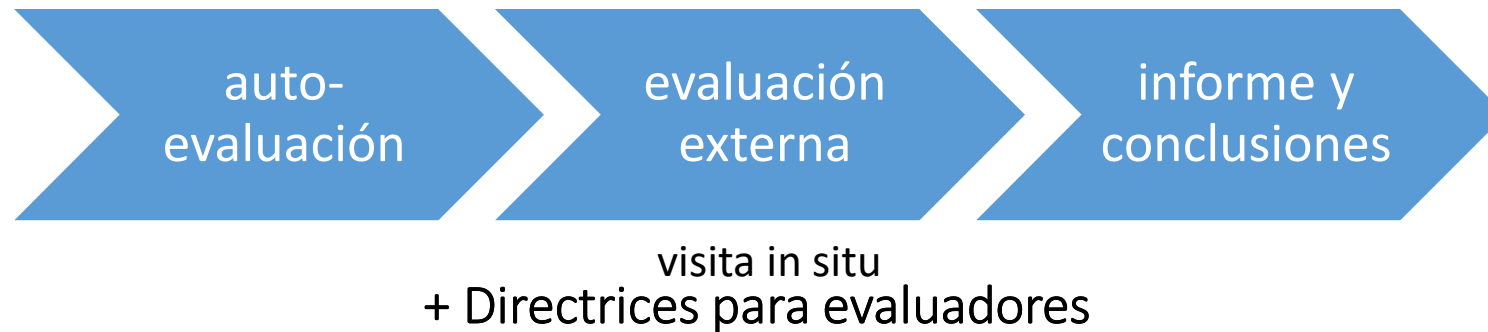 auto-
evaluación
evaluación
externa
informe y
conclusiones
visita in situ
+ Directrices para evaluadores